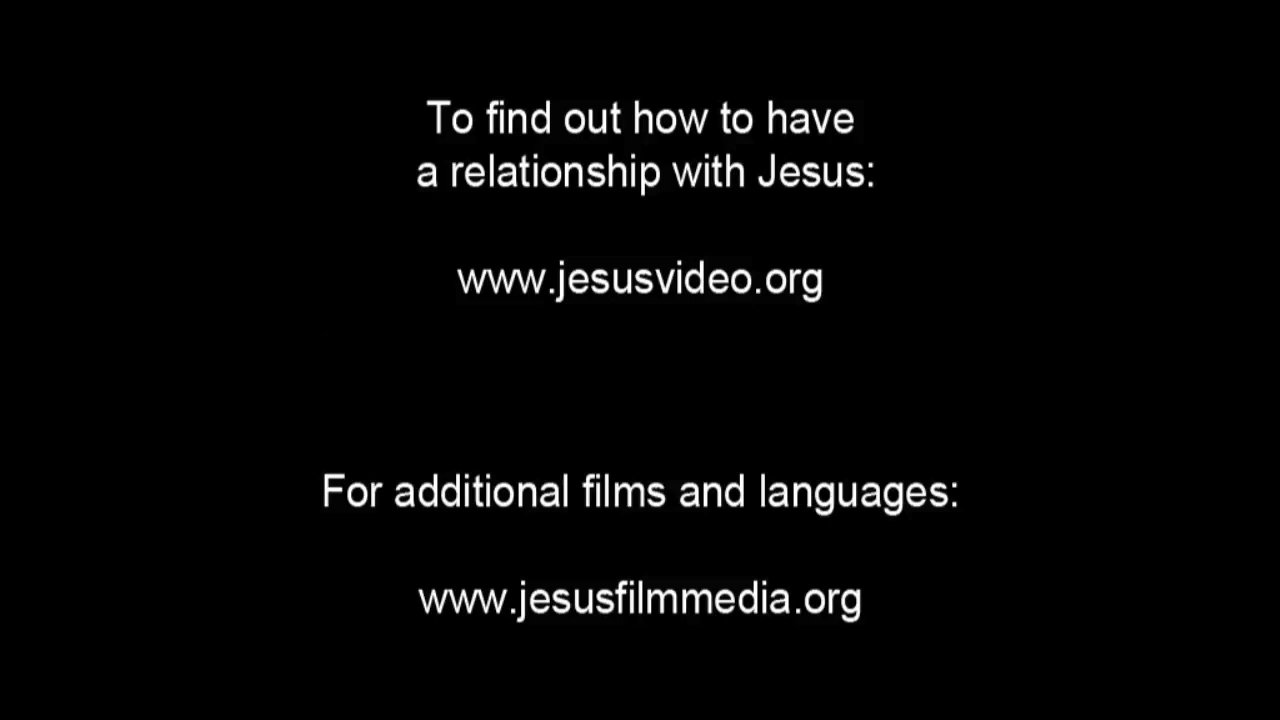 To find out how to have
a relationship with Jesus:
www.jesusvideo.org
For additional films and languages:
www.jesusfilmmedia.org